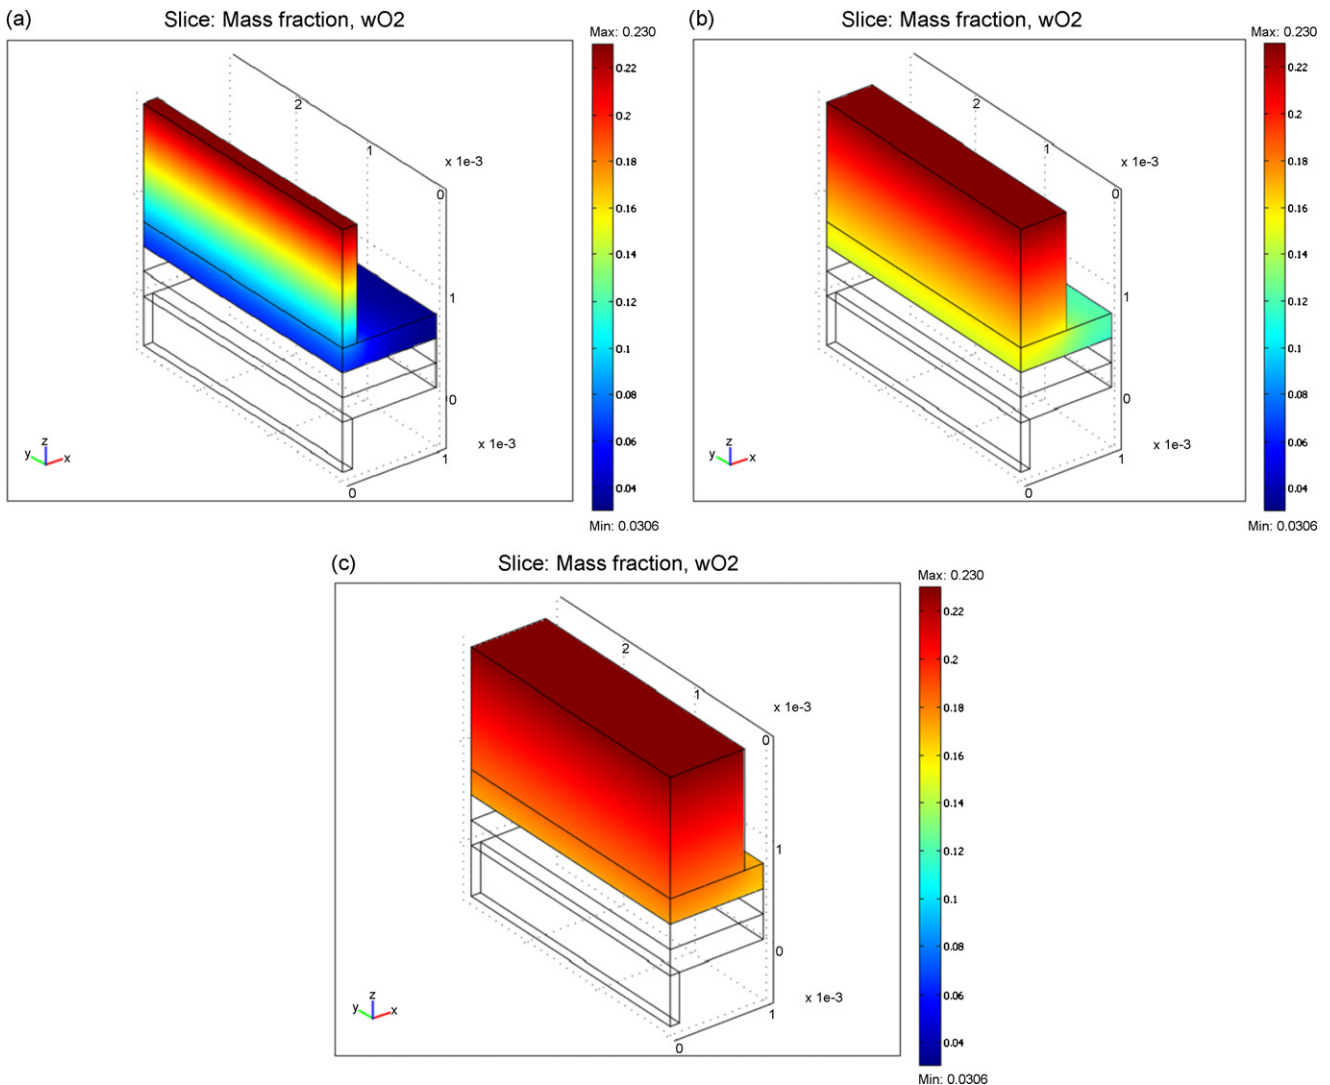 (a) Slice: Mass fraction, wO2
Max: 0.230
0.22
0.2
0.18
0.16
0.14
0.12
0.1
0.08
0.06
0.04
Min: 0.0306
2
1
x 1e-3
0
1
0
x 1e-3
1
0
z
y
x
(b) Slice: Mass fraction, wO2
Max: 0.230
0.22
0.2
0.18
0.16
0.14
0.12
0.1
0.08
0.06
0.04
Min: 0.0306
2
1
x 1e-3
0
1
0
x 1e-3
1
0
z
y
x
(c) Slice: Mass fraction, wO2
Max: 0.230
0.22
0.2
0.18
0.16
0.14
0.12
0.1
0.08
0.06
0.04
Min: 0.0306
2
1
x 1e-3
0
1
0
x 1e-3
1
0
z
y
x